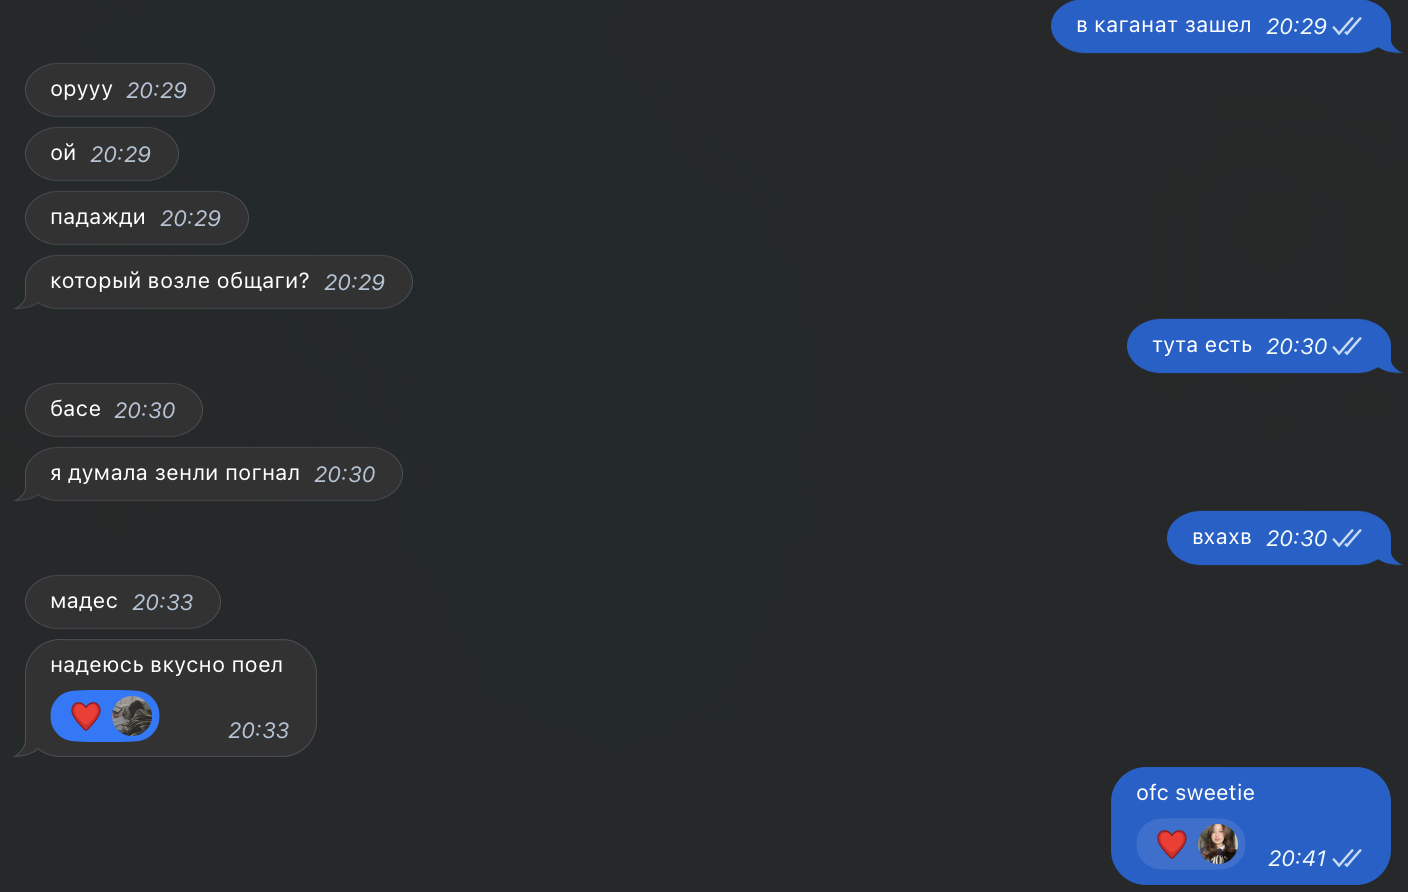 в каганат зашел 20:29
орууу 20:29
ой 20:29
падажди 20:29
который возле общаги? 20:29
тута есть 20:30
басе 20:30
я думала зенли погнал 20:30
вхахв 20:30
мадес 20:33
надеюсь вкусно поел
20:33
ofc sweetie
20:41